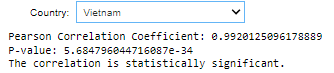 Country: Vietnam
Pearson Correlation Coefficient: 0.9920125096178889
P-value: 5.684796044716087e-34
The correlation is statistically significant.